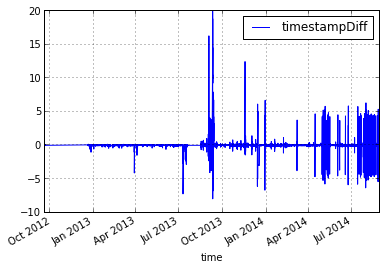 timestampDiff
20
15
10
5
0
−5
−10
Oct 2012
Jan 2013
Apr 2013
Jul 2013
Oct 2013
Jan 2014
Apr 2014
Jul 2014
time